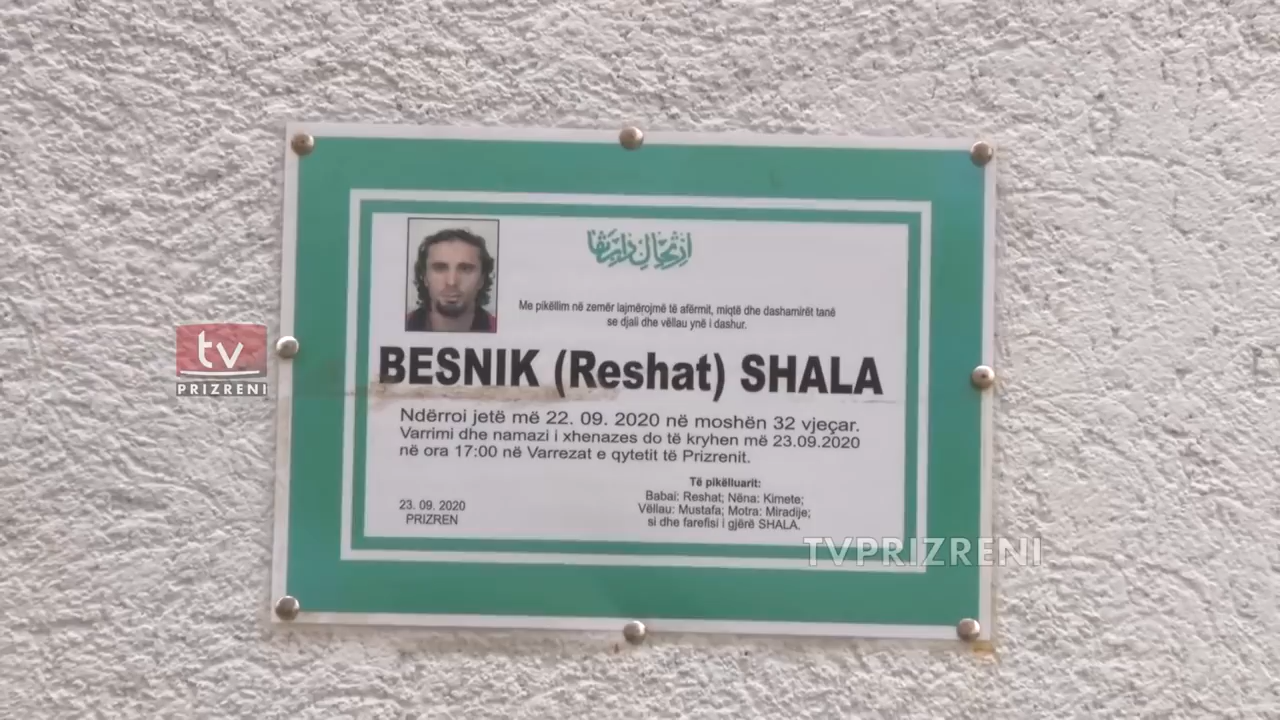 Me pikëllim në zemër lajmërojmë të afërmit, miqtë dhe dashamirët tanë
se djali dhe vëllau ynë i dashur.
BESNIK (Reshat) SHALA
Ndërroi jetë më 22. 09. 2020 në moshën 32 vjeçar.
Varrimi dhe namazi i xhenazes do të kryhen më 23.09.2020
në ora 17:00 në Varrezat e qytetit të Prizrenit.
Të pikëlluarit:
Babai: Reshat; Nëna: Kimete;
Vëllau: Mustafa; Motra: Miradije;
si dhe farefisi i gjërë SHALA.
23. 09. 2020
PRIZREN
tv
PRIZRENI
TVPRIZRENI